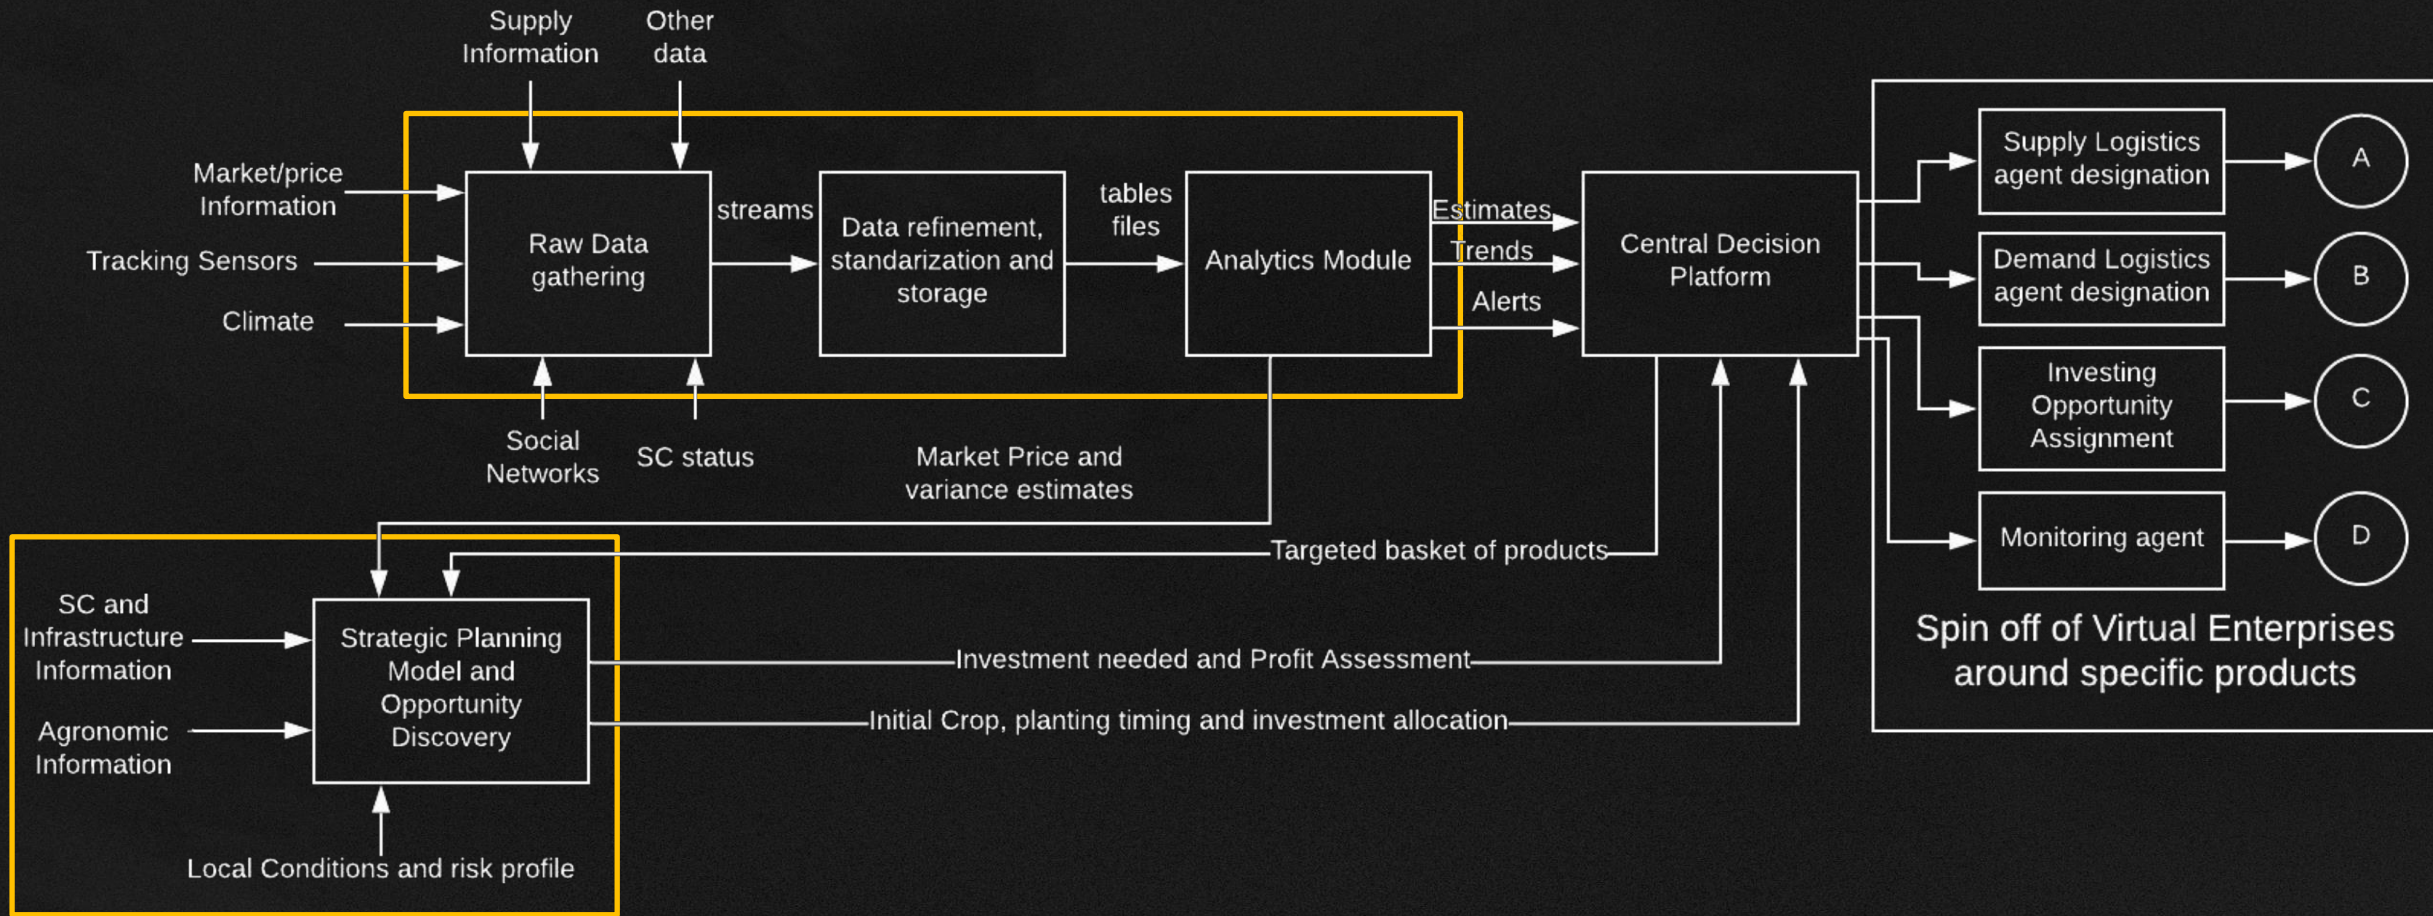 Supply
Information
Other
data
Market/price
Information
Tracking Sensors
Climate
Raw Data
gathering
streams
Data refinement,
standarization and
storage
tables
files
Analytics Module
Estimates
Trends
Alerts
Central Decision
Platform
Supply Logistics
agent designation
A
Demand Logistics
agent designation
B
Investing
Opportunity
Assignment
C
Monitoring agent
D
Spin off of Virtual Enterprises
around specific products
Social
Networks
SC status
Market Price and
variance estimates
Targeted basket of products
SC and
Infrastructure
Information
Agronomic
Information
Strategic Planning
Model and
Opportunity
Discovery
Investment needed and Profit Assessment
Initial Crop, planting timing and investment allocation
Local Conditions and risk profile